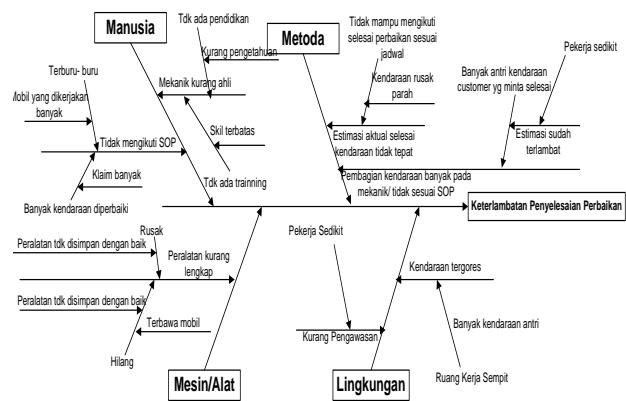 Manusia
Tdk ada pendidikan
Kurang pengetahuan
Mekanik kurang ahli
Terburu- buru
Mobil yang dikerjakan
banyak
Tidak mengikuti SOP
Skil terbatas
Klaim banyak
Tdk ada trainning
Banyak kendaraan diperbaiki
Metoda
Tidak mampu mengikuti
selesai perbaikan sesuai
jadwal
Kendaraan rusak
parah
Estimasi aktual selesai
kendaraan tidak tepat
Pekerja sedikit
Banyak antri kendaraan
customer yg minta selesai
Estimasi sudah
terlambat
Pembagian kendaraan banyak pada
mekanik/ tidak sesuai SOP
Keterlambatan Penyelesaian Perbaikan
Rusak
Peralatan tdk disimpan dengan baik
Peralatan kurang
lengkap
Peralatan tdk disimpan dengan baik
Terbawa mobil
Hilang
Mesin/Alat
Pekerja Sedikit
Kurang Pengawasan
Kendaraan tergores
Banyak kendaraan antri
Ruang Kerja Sempit
Lingkungan